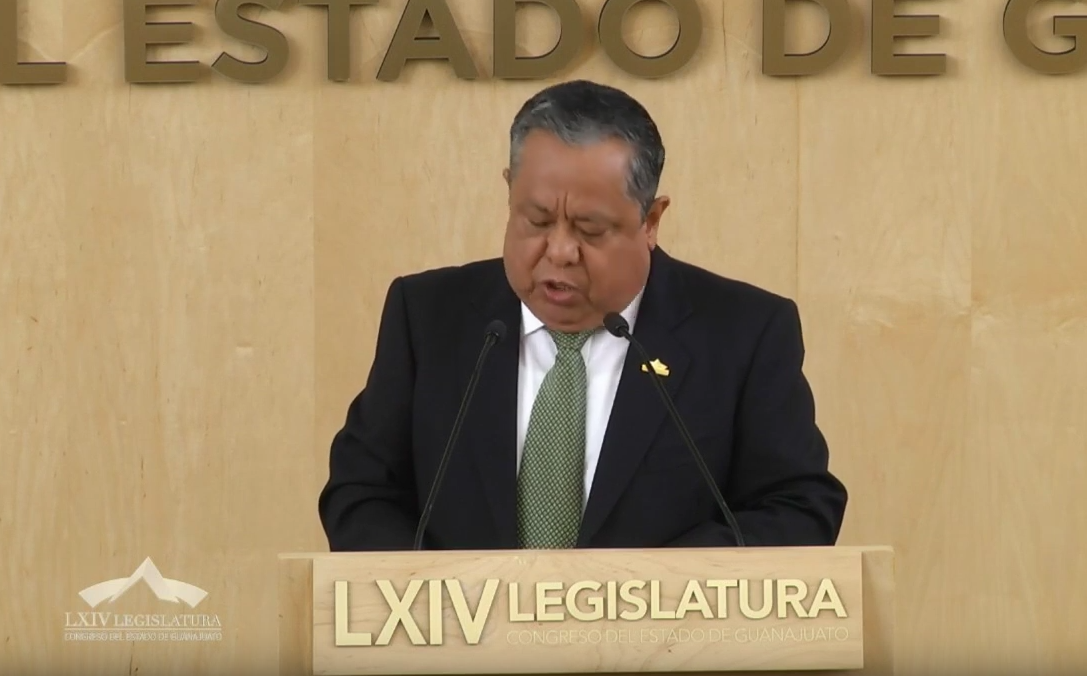 L ESTADO DE G
LXIV LEGISLATURA
CONGRESO DEL ESTADO DE GUANAJUATO
LXIV LEGISLATURA
CONGRESO DEL ESTADO DE GUANAJUATO